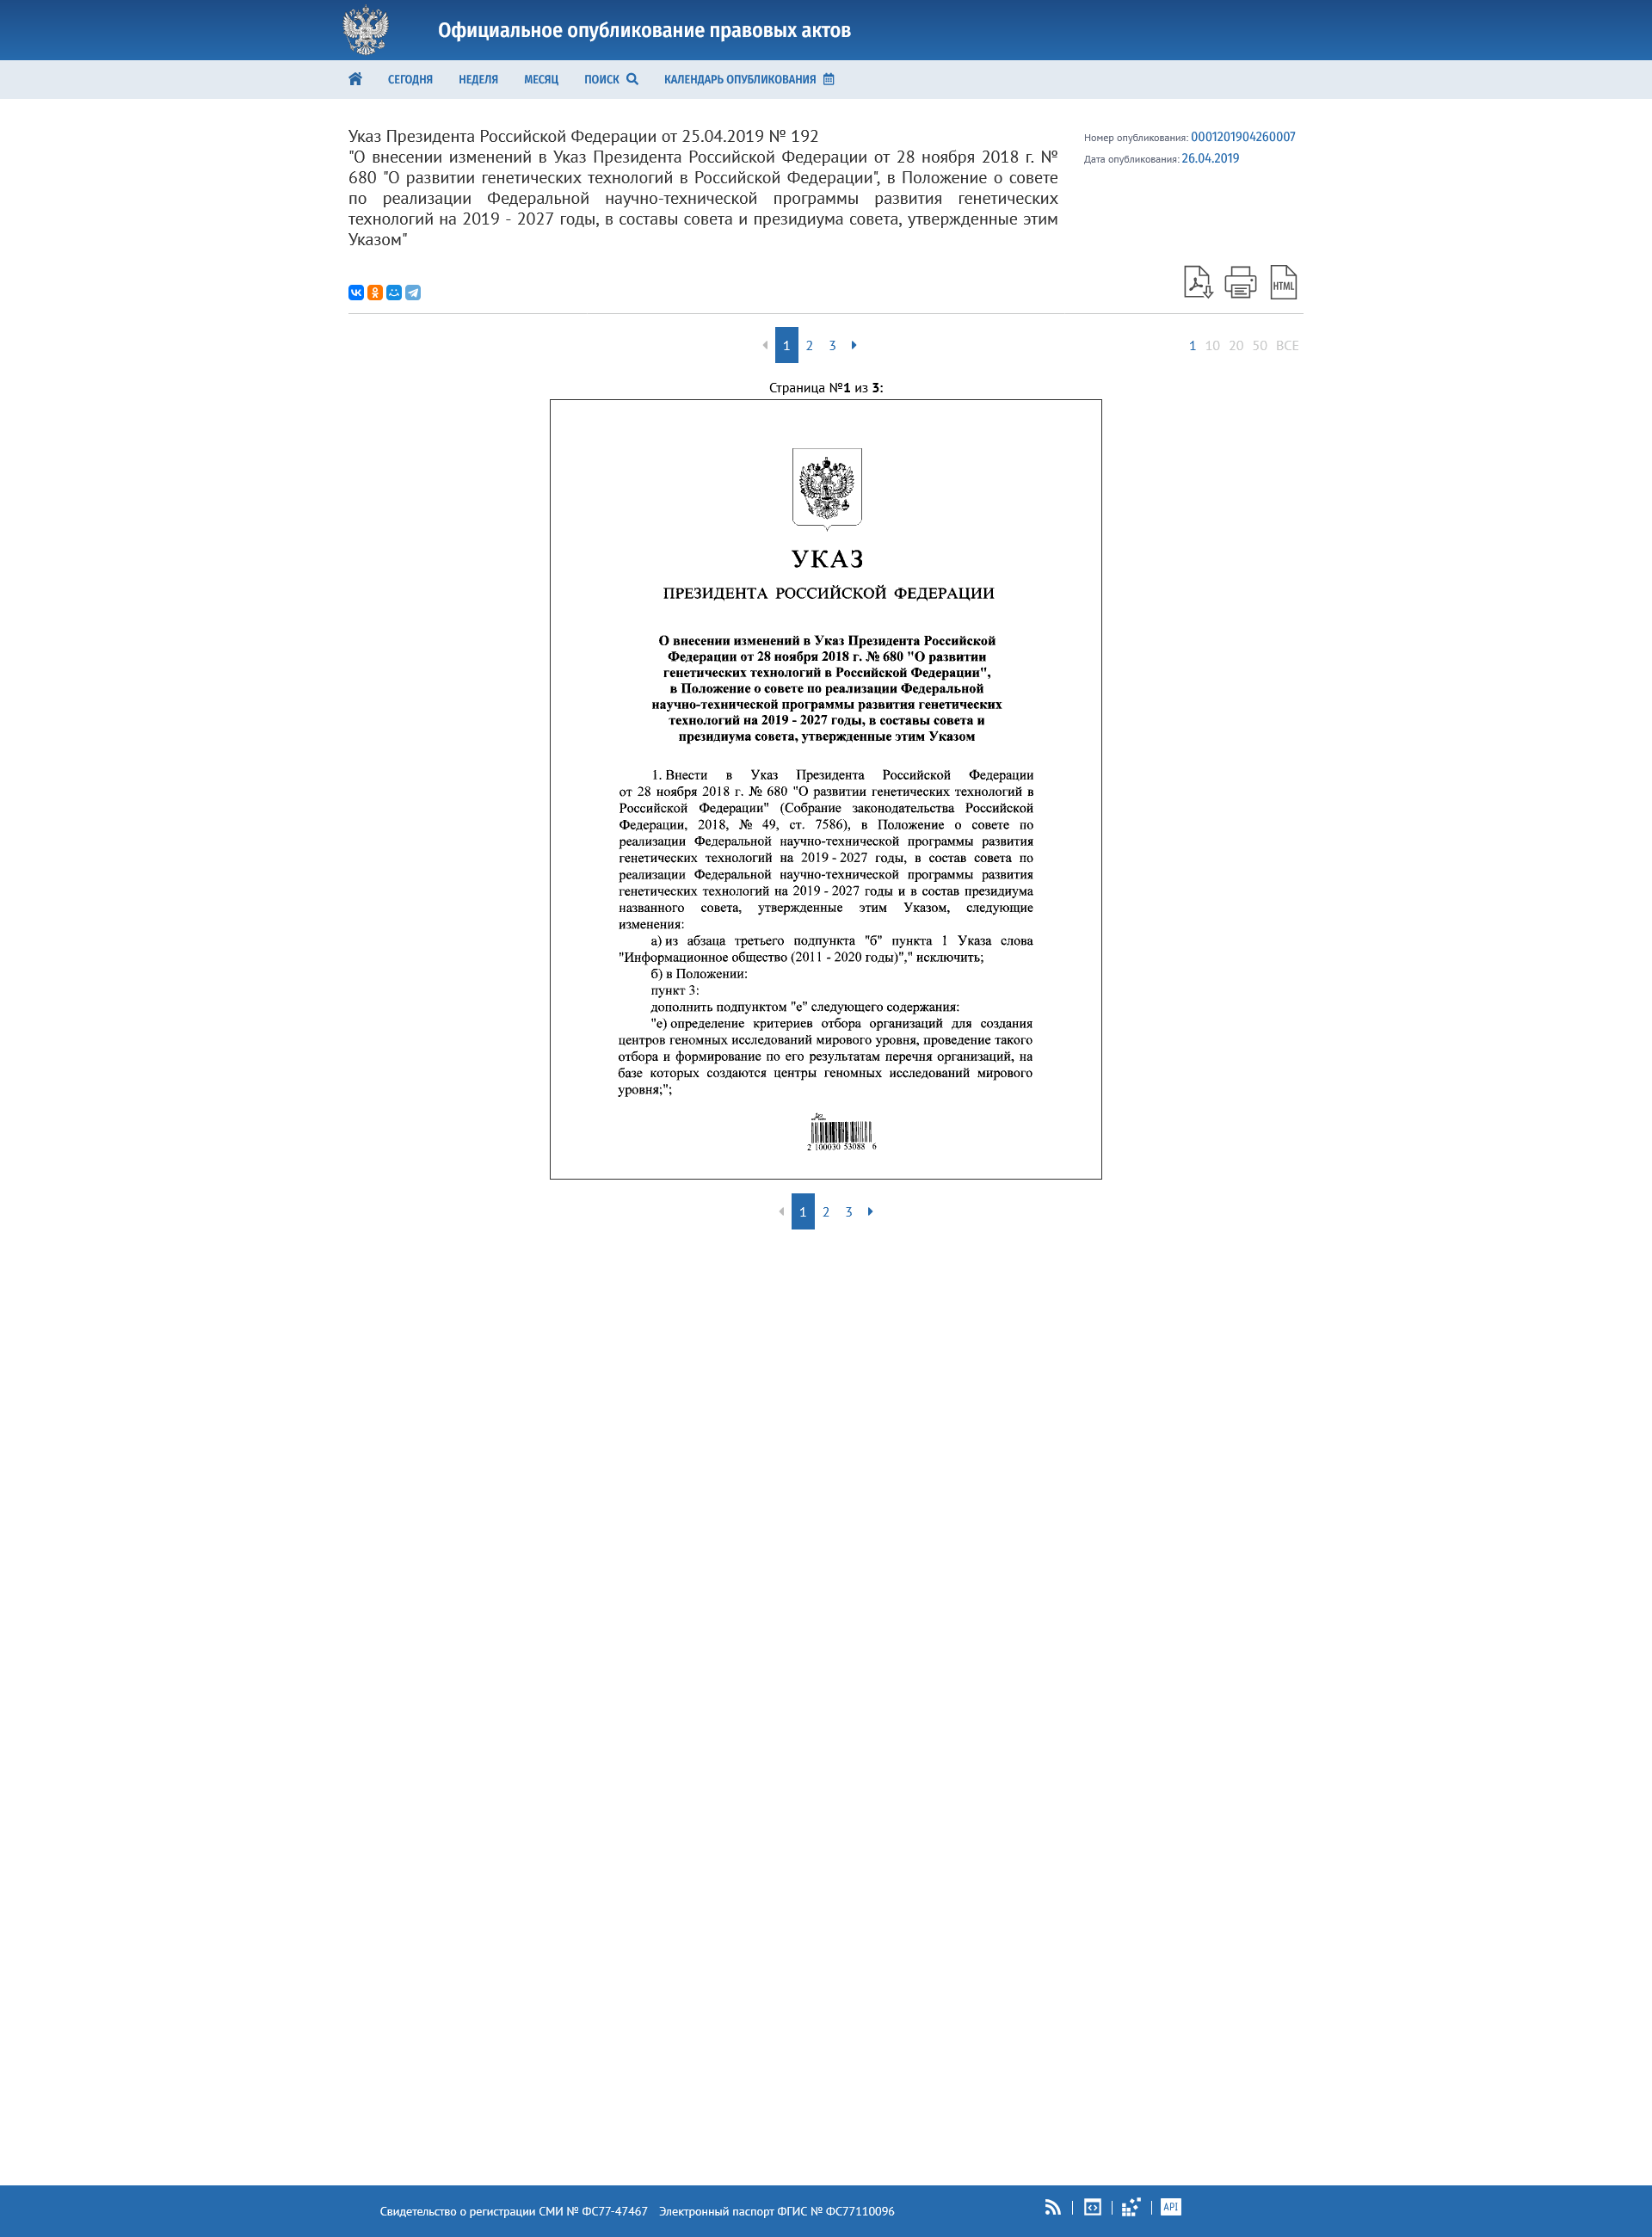 Официальное опубликование правовых актов
СЕГОДНЯ НЕДЕЛЯ МЕСЯЦ ПОИСК КАЛЕНДАРЬ ОПУБЛИКОВАНИЯ
Указ Президента Российской Федерации от 25.04.2019 № 192
"О внесении изменений в Указ Президента Российской Федерации от 28 ноября 2018 г. №
680 "О развитии генетических технологий в Российской Федерации", в Положение о совете
по реализации Федеральной научно-технической программы развития генетических
технологий на 2019 - 2027 годы, в составы совета и президиума совета, утвержденные этим
Указом"
Номер опубликования: 0001201904260007
Дата опубликования: 26.04.2019
HTML
1 2 3
1 10 20 50 ВСЕ
Страница №1 из 3:
УКАЗ
ПРЕЗИДЕНТА РОССИЙСКОЙ ФЕДЕРАЦИИ
О внесении изменений в Указ Президента Российской
Федерации от 28 ноября 2018 г. № 680 "О развитии
генетических технологий в Российской Федерации",
в Положение о совете по реализации Федеральной
научно-технической программы развития генетических
технологий на 2019 - 2027 годы, в составы совета и
президиума совета, утвержденные этим Указом
1. Внести в Указ Президента Российской Федерации
от 28 ноября 2018 г. № 680 "О развитии генетических технологий в
Российской Федерации" (Собрание законодательства Российской
Федерации, 2018, № 49, ст. 7586), в Положение о совете по
реализации Федеральной научно-технической программы развития
генетических технологий на 2019 - 2027 годы, в состав совета по
реализации Федеральной научно-технической программы развития
генетических технологий на 2019 - 2027 годы и в состав президиума
названного совета, утвержденные этим Указом, следующие
изменения:
а) из абзаца третьего подпункта "б" пункта 1 Указа слова
"Информационное общество (2011 - 2020 годы)"," исключить;
б) в Положении:
пункт 3:
дополнить подпунктом "е" следующего содержания:
"е) определение критериев отбора организаций для создания
центров геномных исследований мирового уровня, проведение такого
отбора и формирование по его результатам перечня организаций, на
базе которых создаются центры геномных исследований мирового
уровня;";
2 100030 53088 6
1 2 3
Свидетельство о регистрации СМИ № ФС77-47467 Электронный паспорт ФГИС № ФС77110096
API